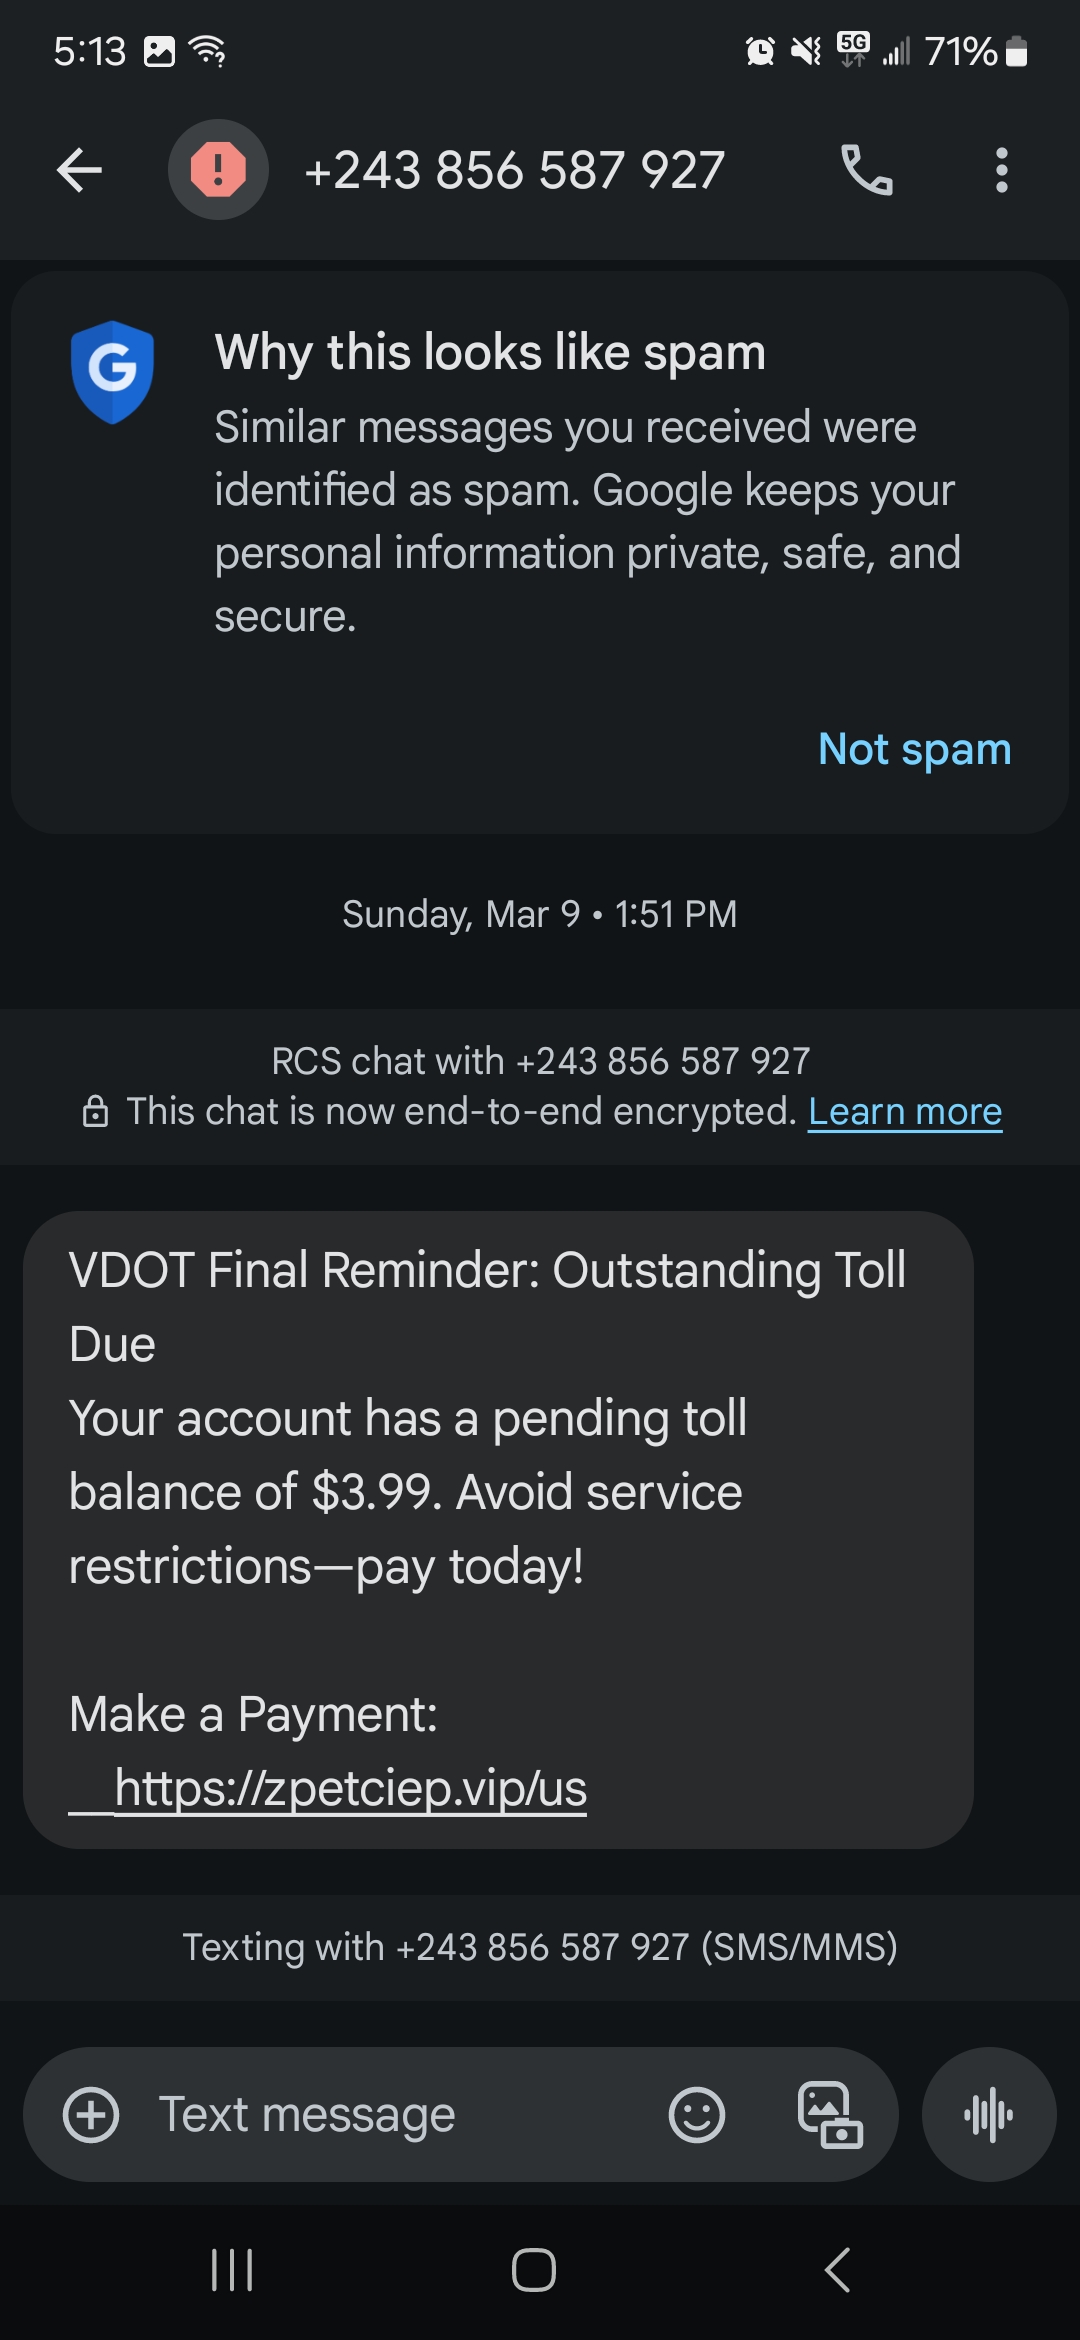 5:13
5G 71%
+243 856 587 927
G
Why this looks like spam
Similar messages you received were
identified as spam. Google keeps your
personal information private, safe, and
secure.
Not spam
Sunday, Mar 9 • 1:51 PM
RCS chat with +243 856 587 927
This chat is now end-to-end encrypted. Learn more
VDOT Final Reminder: Outstanding Toll
Due
Your account has a pending toll
balance of $3.99. Avoid service
restrictions—pay today!
Make a Payment:
__https://zpetciep.vip/us
Texting with +243 856 587 927 (SMS/MMS)
Text message